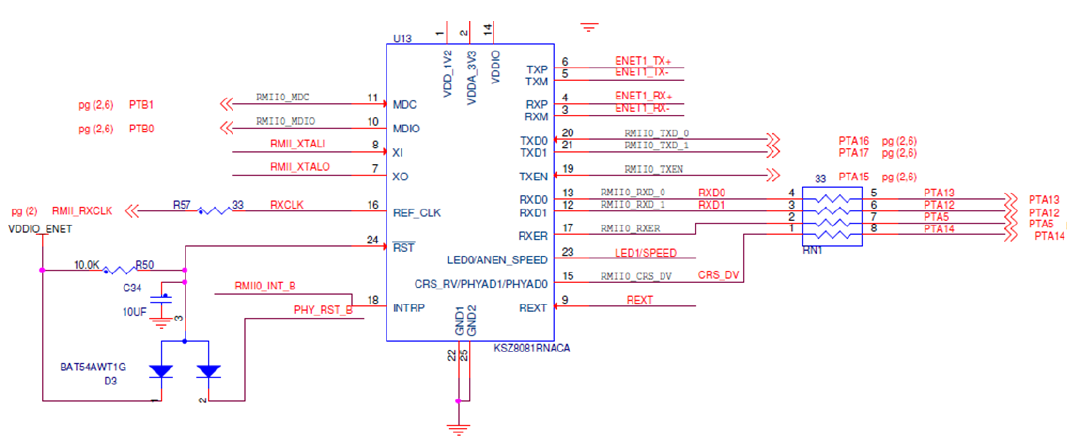 U13
1
2
14
VDD_1V2
VDDA_3V3
VDDIO
TXP 6 ENET1_TX+
TXM 5 ENET1_TX-
pg (2,6) PTB1 RMII0_MDC 11 MDC
RXP 4 ENET1_RX+
RXM 3 ENET1_RX-
pg (2,6) PTB0 RMII0_MDIO 10 MDIO
TXD0 20 RMII0_TXD_0 PTA16 pg (2,6)
TXD1 21 RMII0_TXD_1 PTA17 pg (2,6)
RMII_XTALI 8 XI
RMII_XTALO 7 XO
TXEN 19 RMII0_TXEN PTA15 pg (2,6)
33
RXD0 13 RMII0_RXD_0 RXD0 4 5 PTA13 PTA13
RXD1 12 RMII0_RXD_1 RXD1 3 6 PTA12 PTA12
pg (2) RMII_RXCLK R57 33 RXCLK 16 REF_CLK
2 7 PTA5 PTA5
RXER 17 RMII0_RXER 1 8 PTA14 PTA14
RN1
VDDIO_ENET
24 RST
LED0/ANEN_SPEED 23 LED1/SPEED
10.0K R50
CRS_RV/PHYAD1/PHYAD0 15 RMII0_CRS_DV CRS_DV
C34
10UF
RMII0_INT_B 18 INTRP
REXT 9 REXT
PHY_RST_B
3
GND1
GND2
KSZ8081RNACA
22
25
BAT54AWT1G
D3
1
2